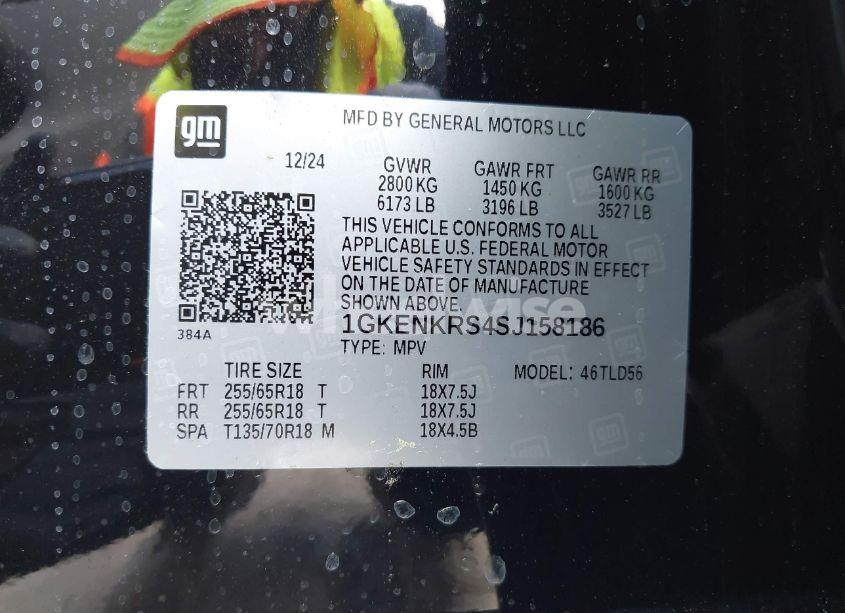 gm
MFD BY GENERAL MOTORS LLC
12/24
GVWR GAWR FRT GAWR RR
2800 KG 1450 KG 1600 KG
6173 LB 3196 LB 3527 LB
THIS VEHICLE CONFORMS TO ALL
APPLICABLE U.S. FEDERAL MOTOR
VEHICLE SAFETY STANDARDS IN EFFECT
ON THE DATE OF MANUFACTURE
SHOWN ABOVE.
384A
1GKENKRS4SJ158186
TYPE: MPV
TIRE SIZE RIM MODEL: 46TLD56
FRT 255/65R18 T 18X7.5J
RR 255/65R18 T 18X7.5J
SPA T135/70R18 M 18X4.5B